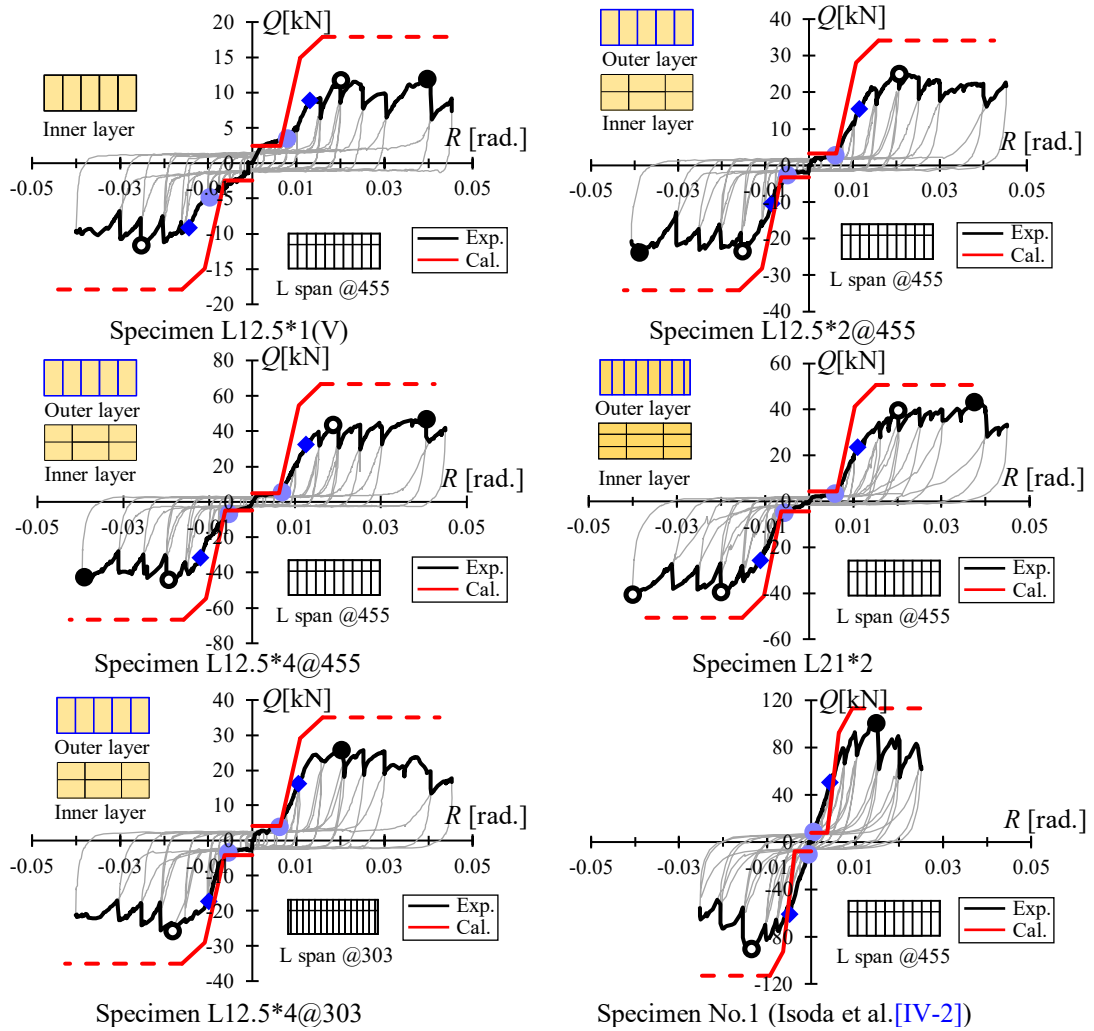 Q[kN]
20
15
10
5
0
-5
-10
-15
-20
-0.05
-0.03
-0.01
0.01
0.03
0.05
R [rad.]
Inner layer
L span @455
Exp.
Cal.
Specimen L12.5*1(V)
Q[kN]
40
30
20
10
0
-10
-20
-30
-40
-0.05
-0.03
-0.01
0.01
0.03
0.05
R [rad.]
Outer layer
Inner layer
L span @455
Exp.
Cal.
Specimen L12.5*2@455
Q[kN]
80
60
40
20
0
-20
-40
-60
-80
-0.05
-0.03
-0.01
0.01
0.03
0.05
R [rad.]
Outer layer
Inner layer
L span @455
Exp.
Cal.
Specimen L12.5*4@455
Q[kN]
60
40
20
0
-20
-40
-60
-0.05
-0.03
-0.01
0.01
0.03
0.05
R [rad.]
Outer layer
Inner layer
L span @455
Exp.
Cal.
Specimen L21*2
Q[kN]
40
30
20
10
0
-10
-20
-30
-40
-0.05
-0.03
-0.01
0.01
0.03
0.05
R [rad.]
Outer layer
Inner layer
L span @303
Exp.
Cal.
Specimen L12.5*4@303
Q[kN]
120
80
40
0
-40
-80
-120
-0.05
-0.03
-0.01
0.01
0.03
0.05
R [rad.]
L span @455
Exp.
Cal.
Specimen No.1 (Isoda et al.[IV-2])